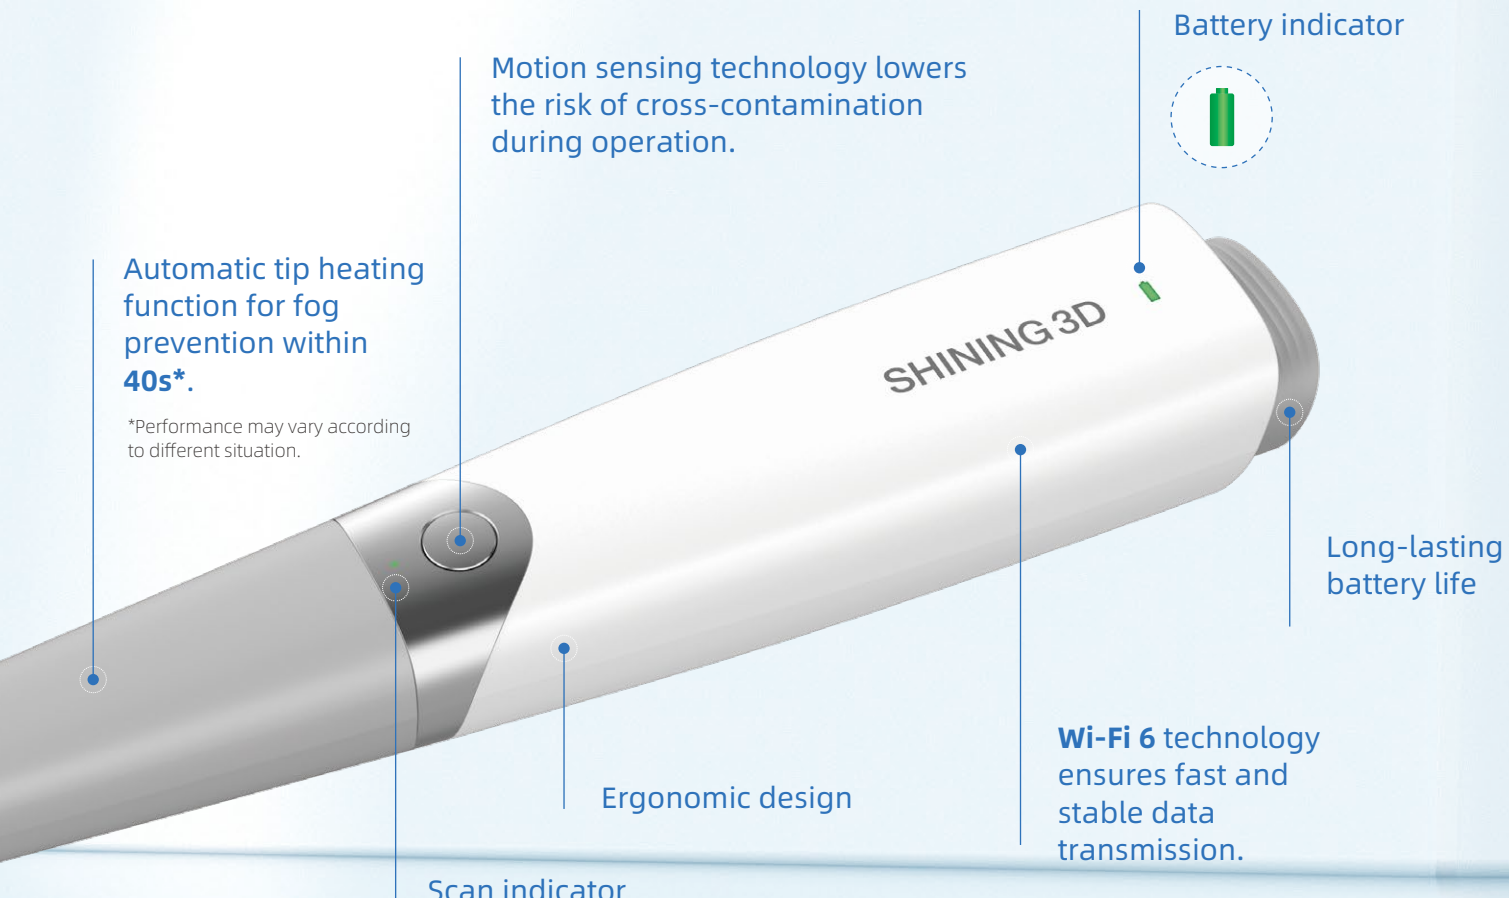 Battery indicator
Motion sensing technology lowers
the risk of cross-contamination
during operation.
Automatic tip heating
function for fog
prevention within
40s*.
*Performance may vary according
to different situation.
SHINING 3D
Long-lasting
battery life
Wi-Fi 6 technology
ensures fast and
stable data
transmission.
Ergonomic design
Scan indicator